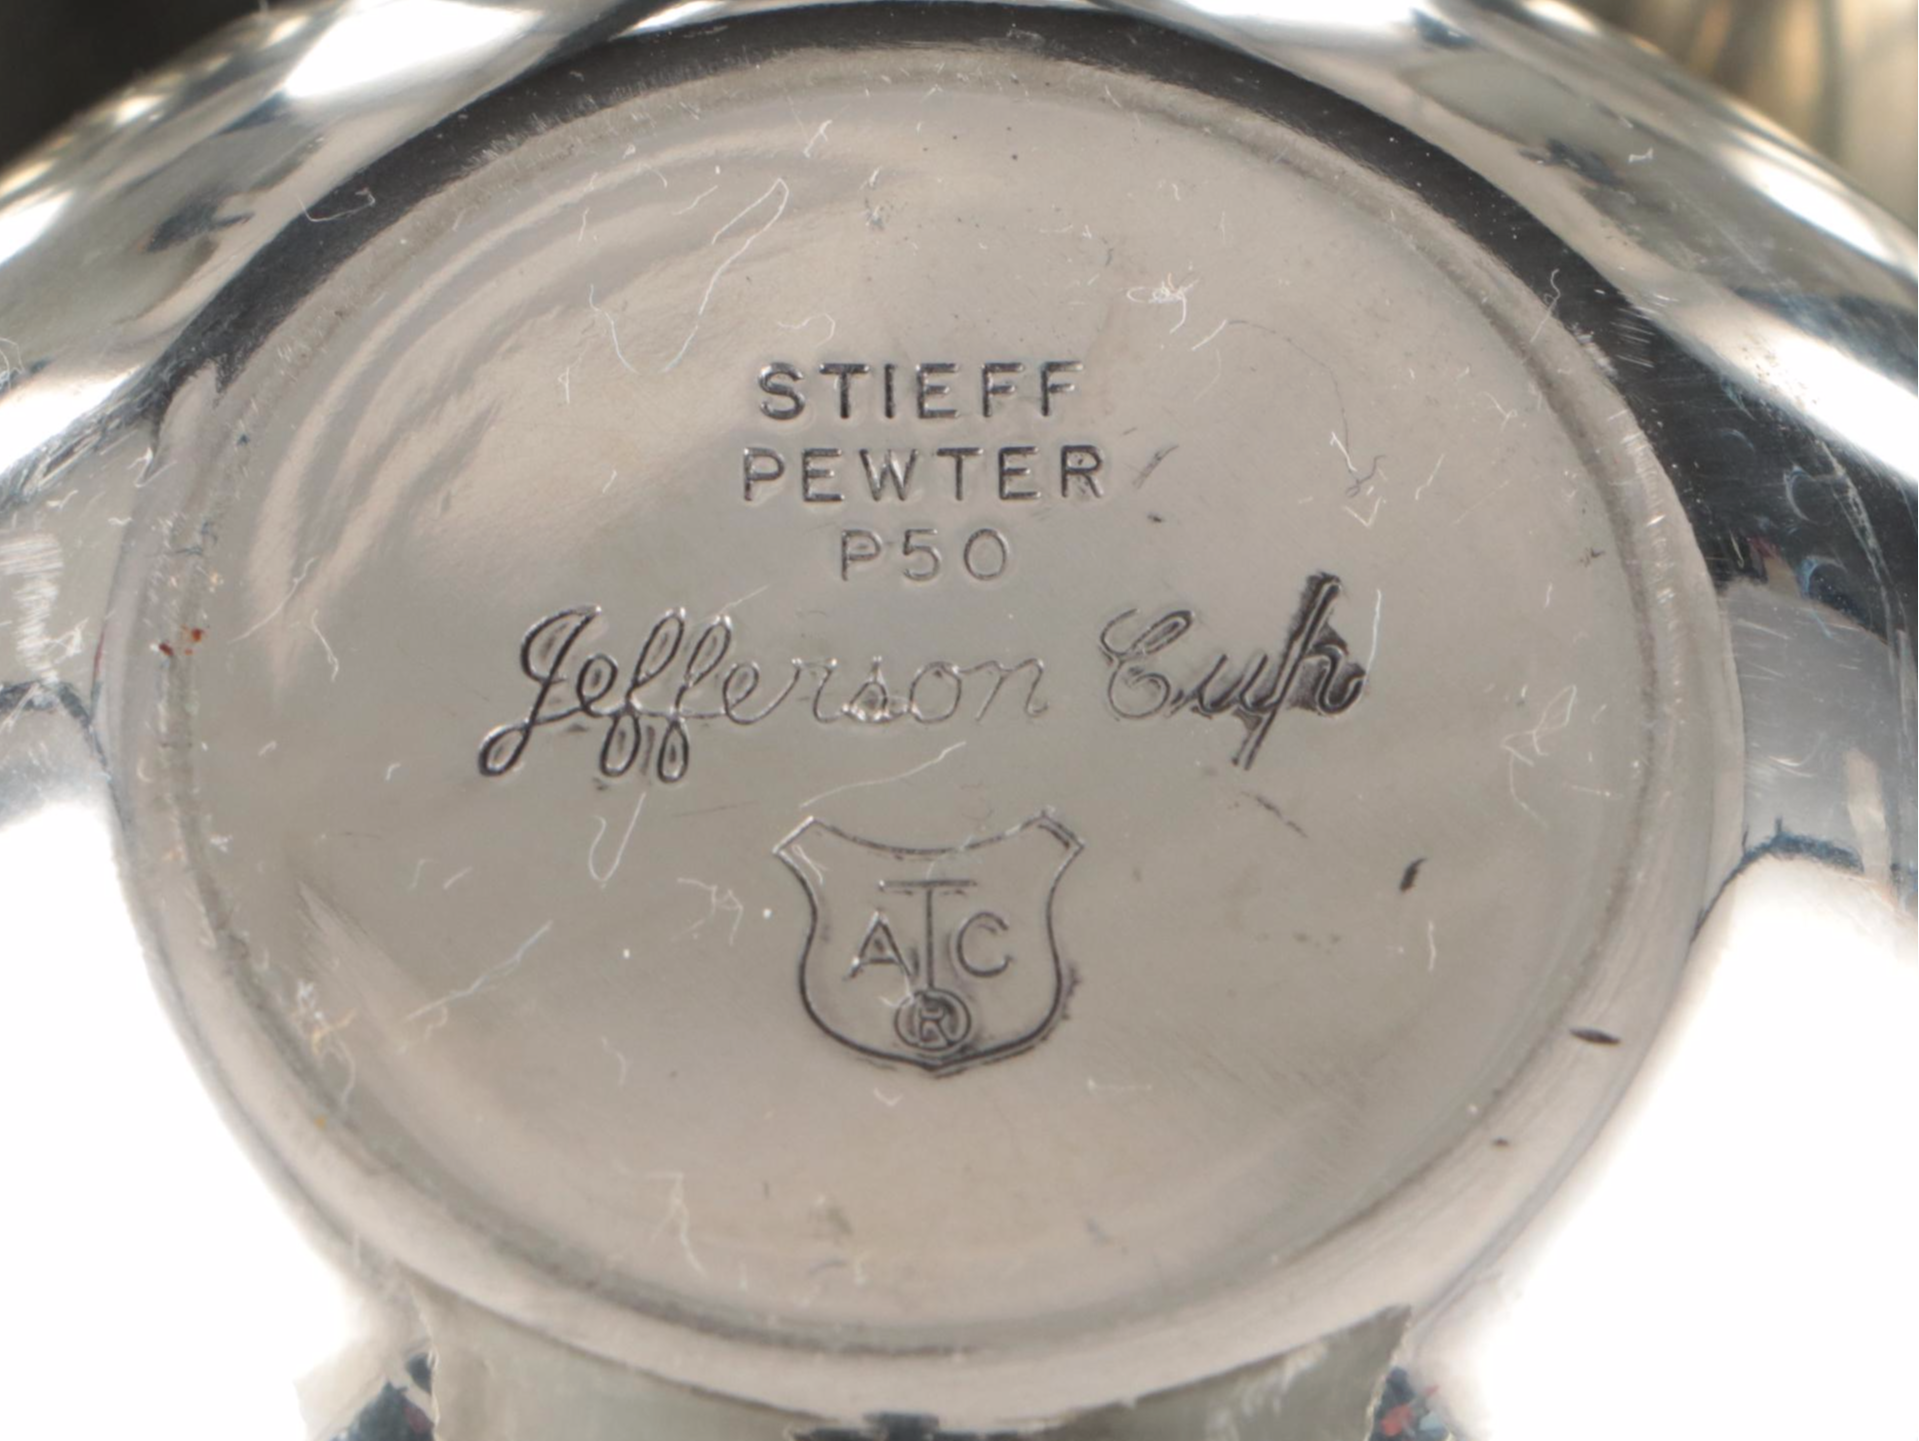 STIEFF
PEWTER
P50
Jefferson Cup
ATC
®